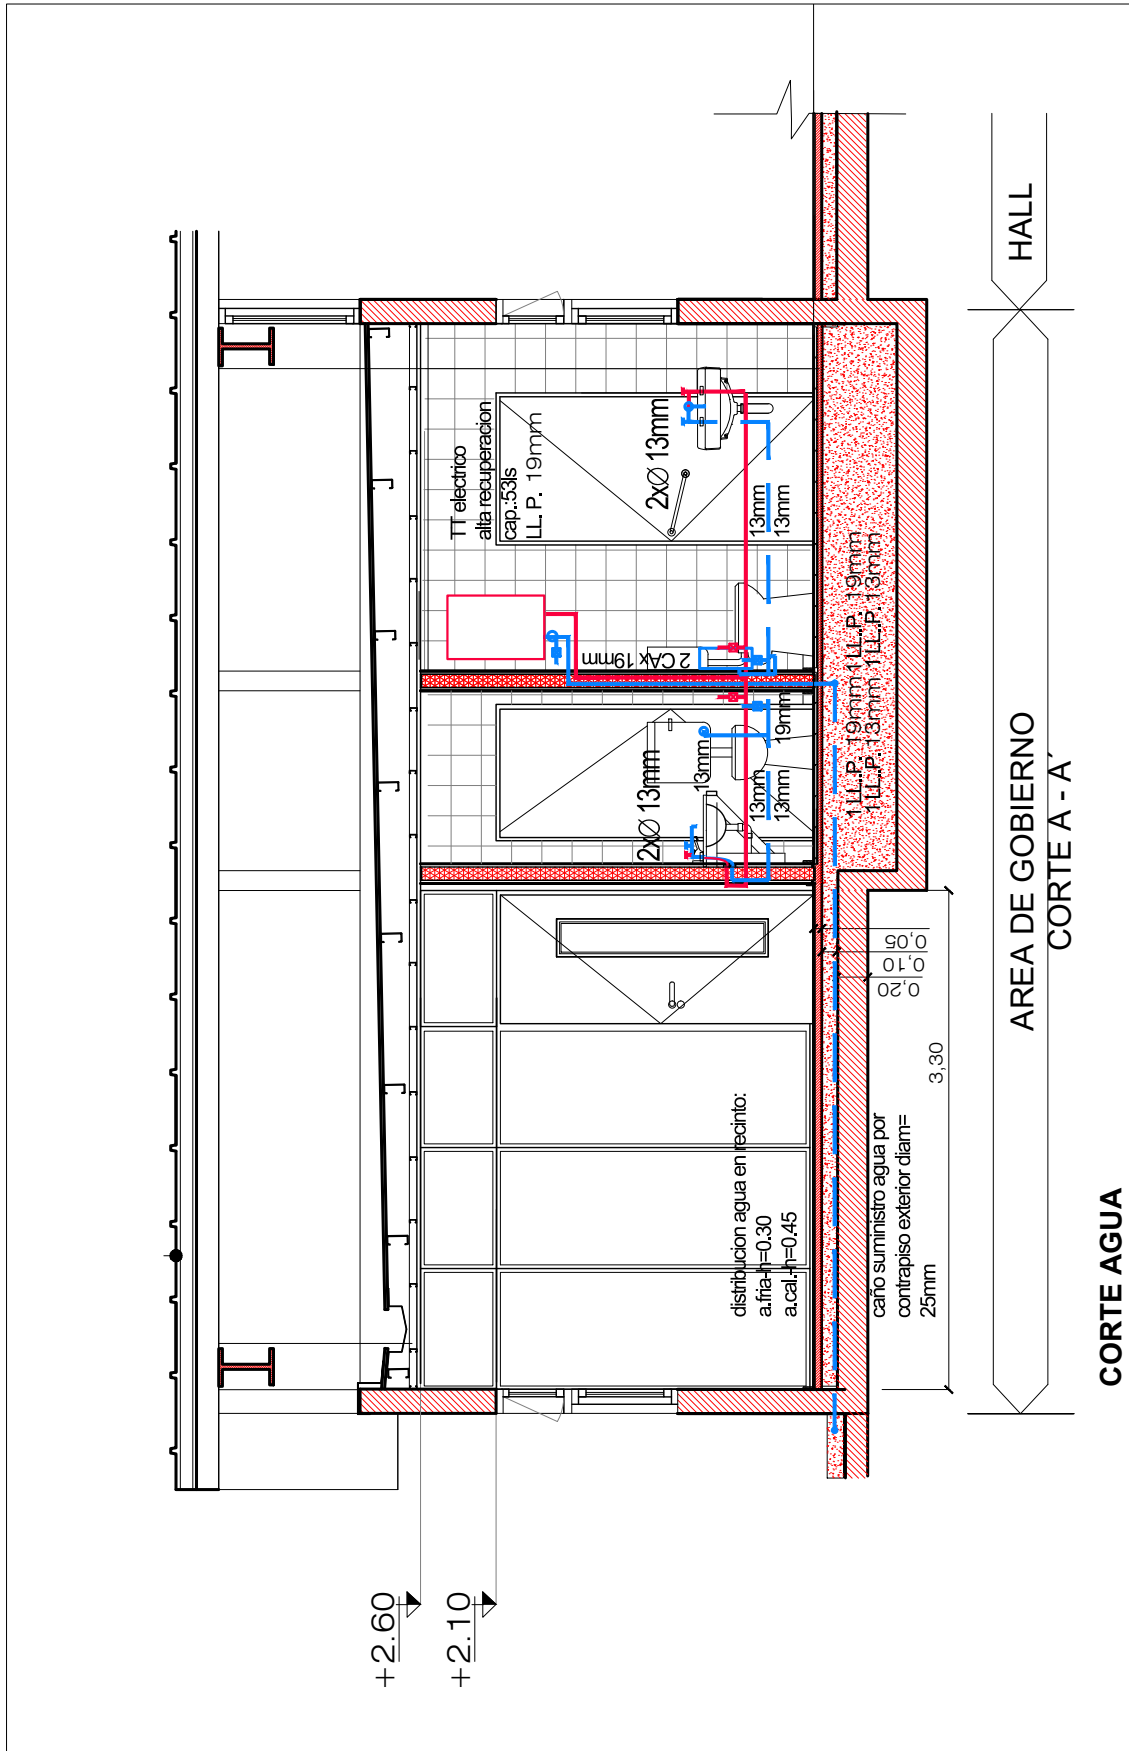 +2.60
+2.10
TT electrico
alta recuperacion
cap.:53ls
LL. P. 19mm
2xØ 13mm
13mm
13mm
2 CAx 19mm
2xØ 13mm
13mm
19mm
13mm
13mm
1 LL.P. 19mm 1 LL.P. 19mm
1 LL.P. 13mm 1 LL.P. 13mm
distribucion agua en recinto:
a.fria-h=0.30
a.cal.-h=0.45
caño suministro agua por
contrapiso exterior diam=
25mm
0,05
0,10
0,20
3,30
HALL
AREA DE GOBIERNO
CORTE A - A´
CORTE AGUA